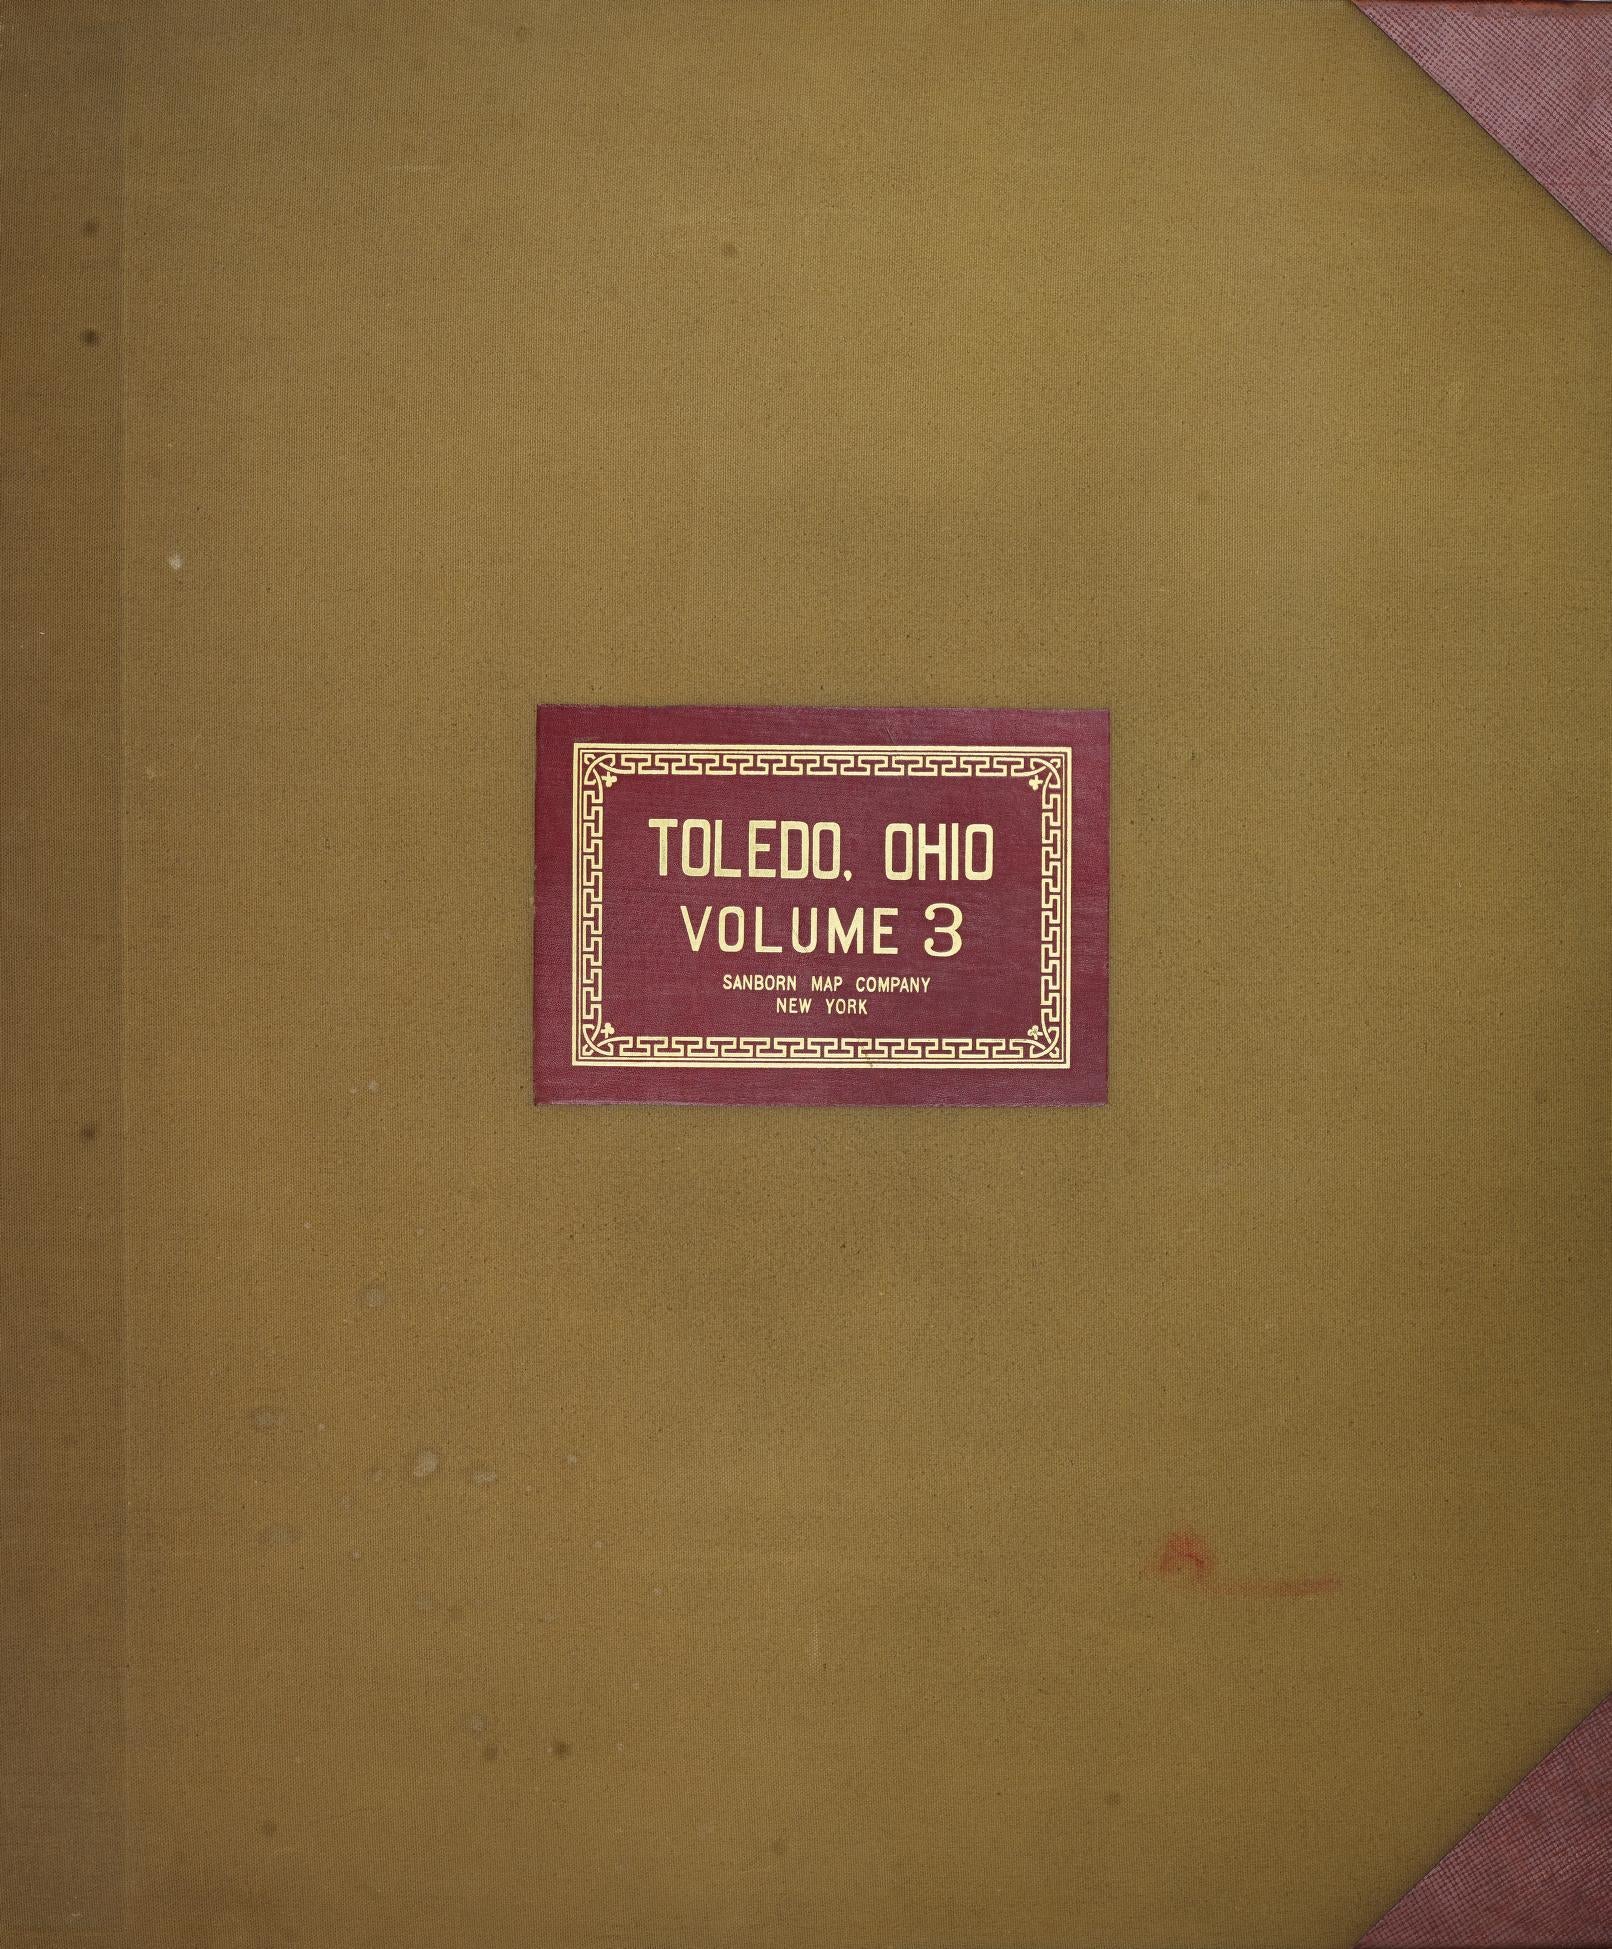 TOLEDO, OHIO
VOLUME 3
SANBORN MAP COMPANY
NEW YORK